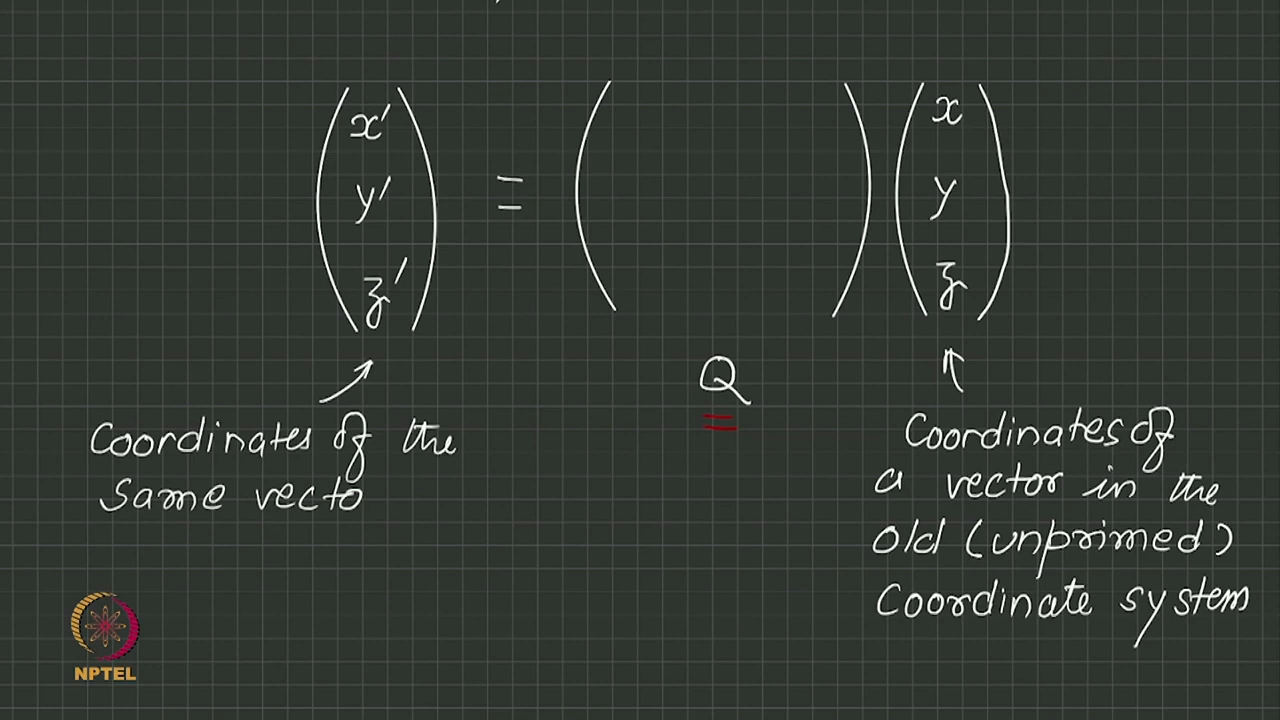 x′ = x
y′ y
z′ z
Q
Coordinates of the
same vecto
Coordinates of
a vector in the
old (unprimed)
Coordinate system
NPTEL